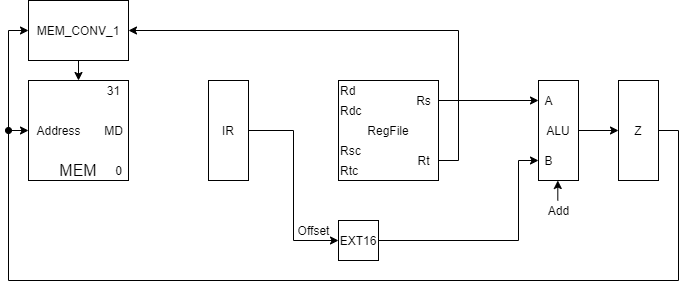 MEM_CONV_1
31
Address
MD
MEM
0
IR
Rd
Rdc
Rs
RegFile
Rsc
Rtc
Rt
A
ALU
B
Z
Add
Offset
EXT16